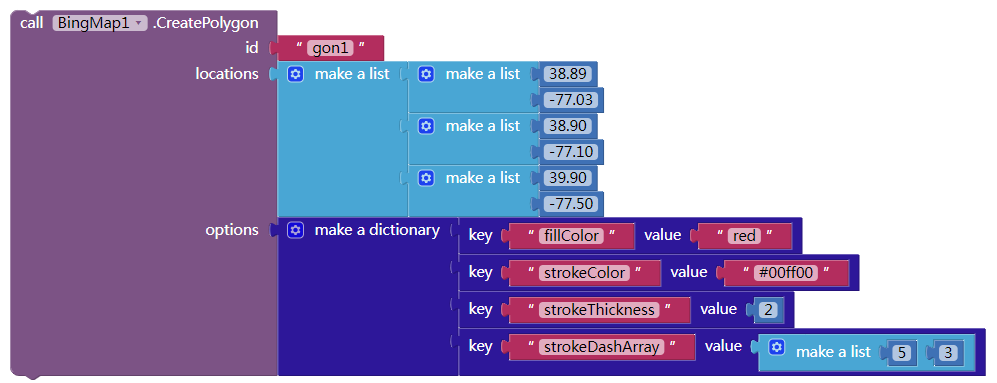 call BingMap1 .CreatePolygon
id " gon1 "
locations make a list make a list 38.89
-77.03
make a list 38.90
-77.10
make a list 39.90
-77.50
options make a dictionary key " fillColor " value " red "
key " strokeColor " value " #00ff00 "
key " strokeThickness " value 2
key " strokeDashArray " value make a list 5 3